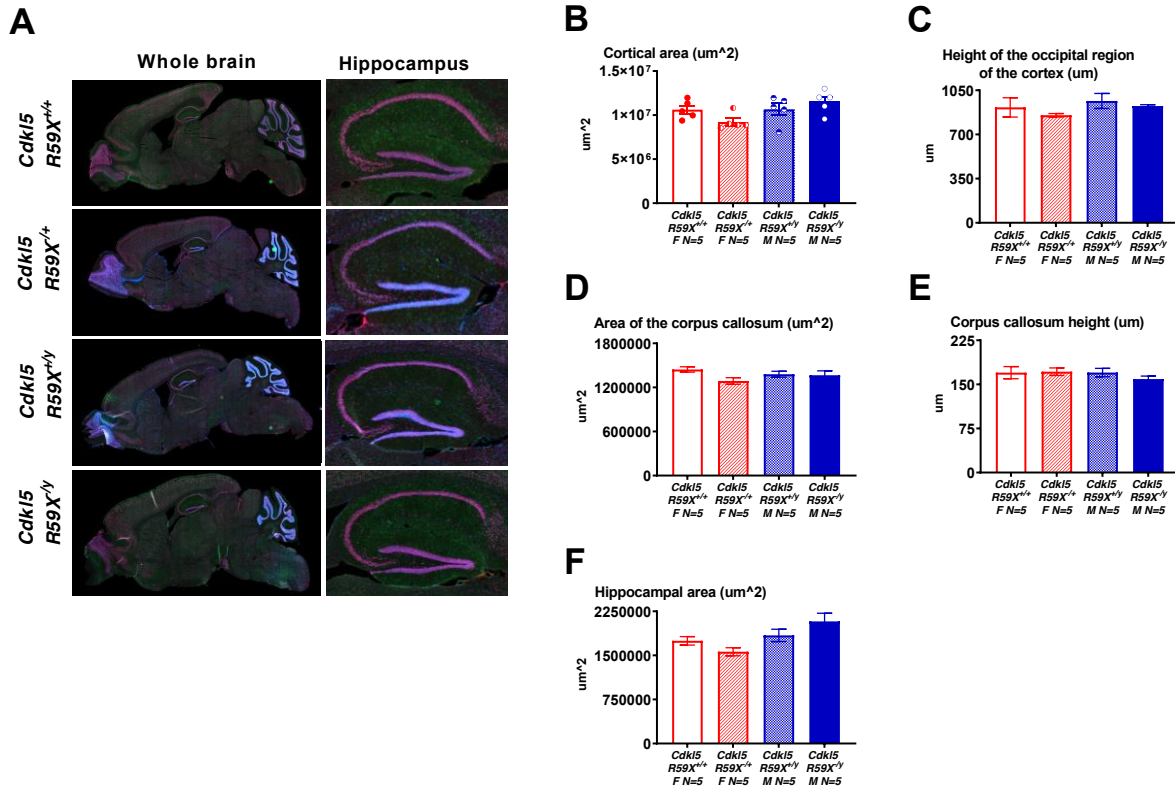 A
Whole brain
Hippocampus
Cdkl5
R59X+/+
Cdkl5
R59X-/+
Cdkl5
R59X+/y
Cdkl5
R59X-/y
B
Cortical area (um^2)
um^2
1.5×10⁷
1×10⁷
5×10⁶
0
Cdkl5
R59X+/+
F N=5
Cdkl5
R59X-/+
F N=5
Cdkl5
R59X+/y
M N=5
Cdkl5
R59X-/y
M N=5
C
Height of the occipital region
of the cortex (um)
um
1050
700
350
0
Cdkl5
R59X+/+
F N=5
Cdkl5
R59X-/+
F N=5
Cdkl5
R59X+/y
M N=5
Cdkl5
R59X-/y
M N=5
D
Area of the corpus callosum (um^2)
um^2
1800000
1200000
600000
0
Cdkl5
R59X+/+
F N=5
Cdkl5
R59X-/+
F N=5
Cdkl5
R59X+/y
M N=5
Cdkl5
R59X-/y
M N=5
E
Corpus callosum height (um)
um
225
150
75
0
Cdkl5
R59X+/+
F N=5
Cdkl5
R59X-/+
F N=5
Cdkl5
R59X+/y
M N=5
Cdkl5
R59X-/y
M N=5
F
Hippocampal area (um^2)
um^2
2250000
1500000
750000
0
Cdkl5
R59X+/+
F N=5
Cdkl5
R59X-/+
F N=5
Cdkl5
R59X+/y
M N=5
Cdkl5
R59X-/y
M N=5